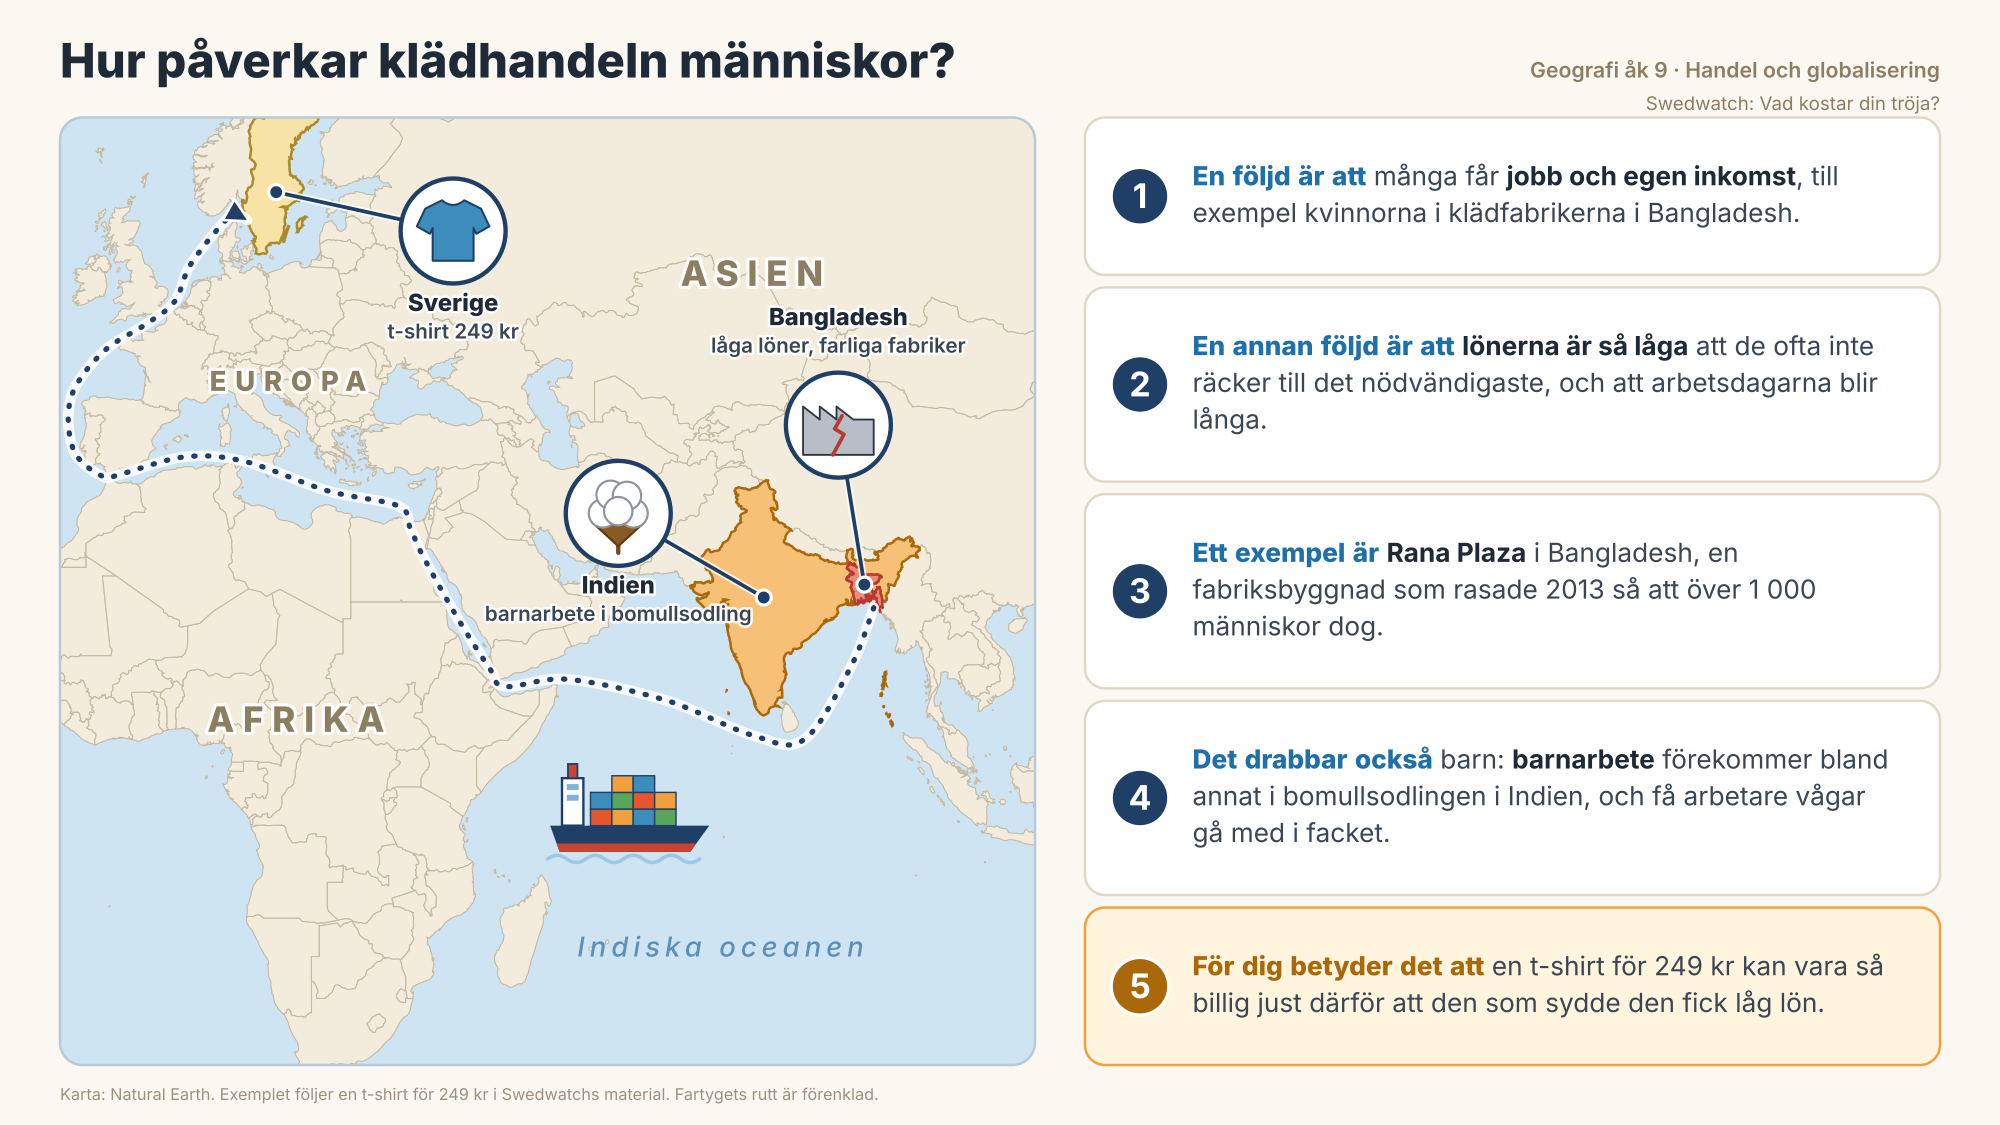 Hur påverkar klädhandeln människor?
Geografi åk 9 · Handel och globalisering
Swedwatch: Vad kostar din tröja?
Sverige
t-shirt 249 kr
ASIEN
Bangladesh
låga löner, farliga fabriker
EUROPA
Indien
barnarbete i bomullsodling
AFRIKA
Indiska oceanen
1
En följd är att många får jobb och egen inkomst, till
exempel kvinnorna i klädfabrikerna i Bangladesh.
2
En annan följd är att lönerna är så låga att de ofta inte
räcker till det nödvändigaste, och att arbetsdagarna blir
långa.
3
Ett exempel är Rana Plaza i Bangladesh, en
fabriksbyggnad som rasade 2013 så att över 1 000
människor dog.
4
Det drabbar också barn: barnarbete förekommer bland
annat i bomullsodlingen i Indien, och få arbetare vågar
gå med i facket.
5
För dig betyder det att en t-shirt för 249 kr kan vara så
billig just därför att den som sydde den fick låg lön.
Karta: Natural Earth. Exemplet följer en t-shirt för 249 kr i Swedwatchs material. Fartygets rutt är förenklad.